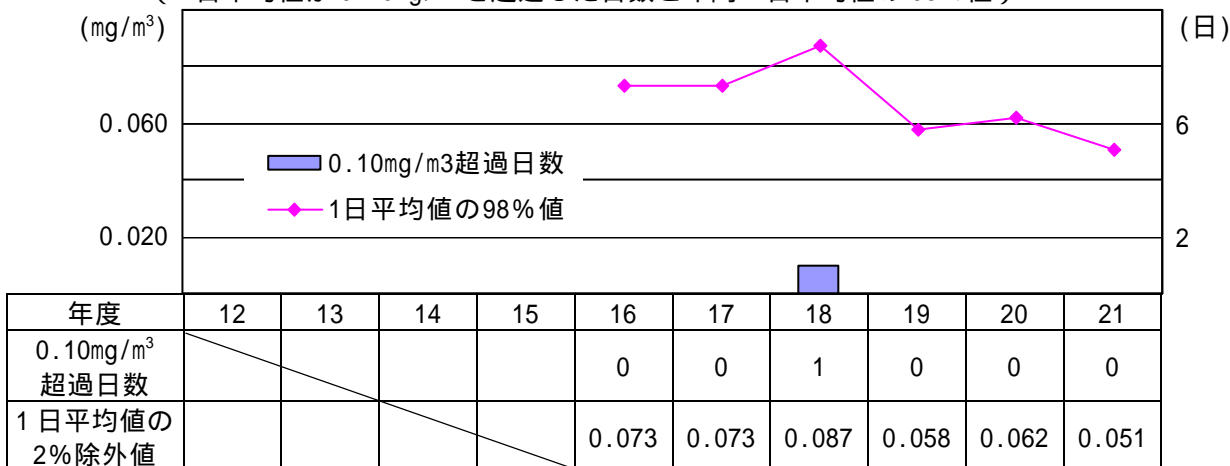 (mg/m³)
(日)
0.060
6
0.10mg/m3超過日数
1日平均値の98%値
0.020
2
年度 12 13 14 15 16 17 18 19 20 21
0.10mg/m³
超過日数
0 0 1 0 0 0
1日平均値の
2%除外値
0.073 0.073 0.087 0.058 0.062 0.051